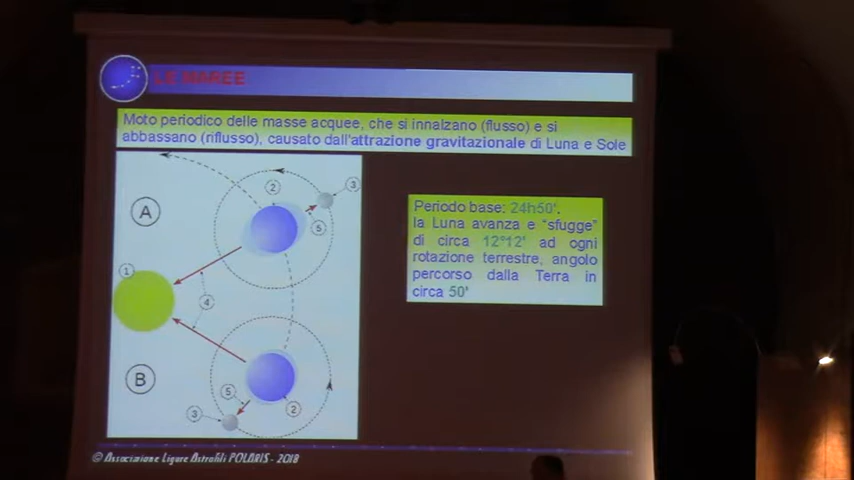 LE MAREE
Moto periodico delle masse acquee, che si innalzano (flusso) e si
abbassano (riflusso), causato dall'attrazione gravitazionale di Luna e Sole
A
2
3
5
1
4
B
5
3
2
Periodo base: 24h50'.
la Luna avanza e "sfugge"
di circa 12°12' ad ogni
rotazione terrestre, angolo
percorso dalla Terra in
circa 50'
© Associazione Ligure Astrofili POLARIS - 2018